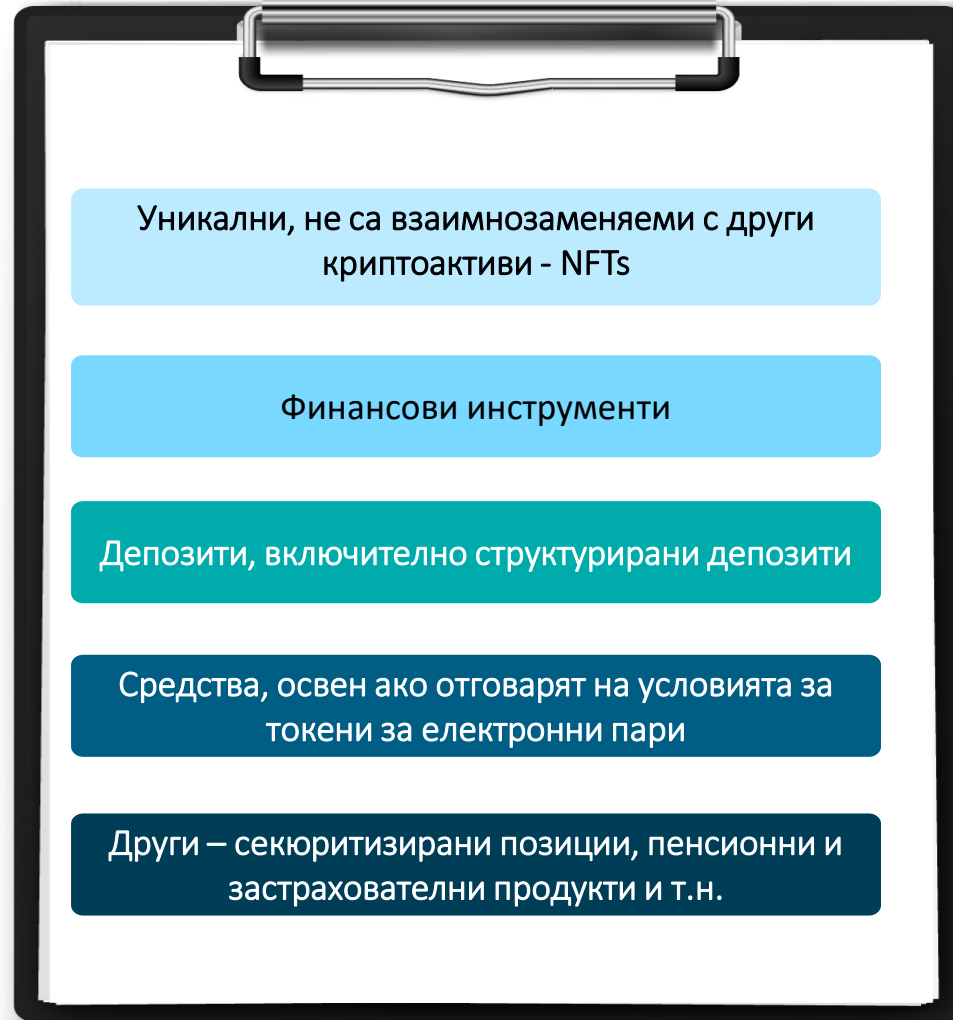 Уникални, не са взаимнозаменяеми с други
криптоактиви - NFTs
Финансови инструменти
Депозити, включително структурирани депозити
Средства, освен ако отговарят на условията за
токени за електронни пари
Други – секюритизирани позиции, пенсионни и
застрахователни продукти и т.н.